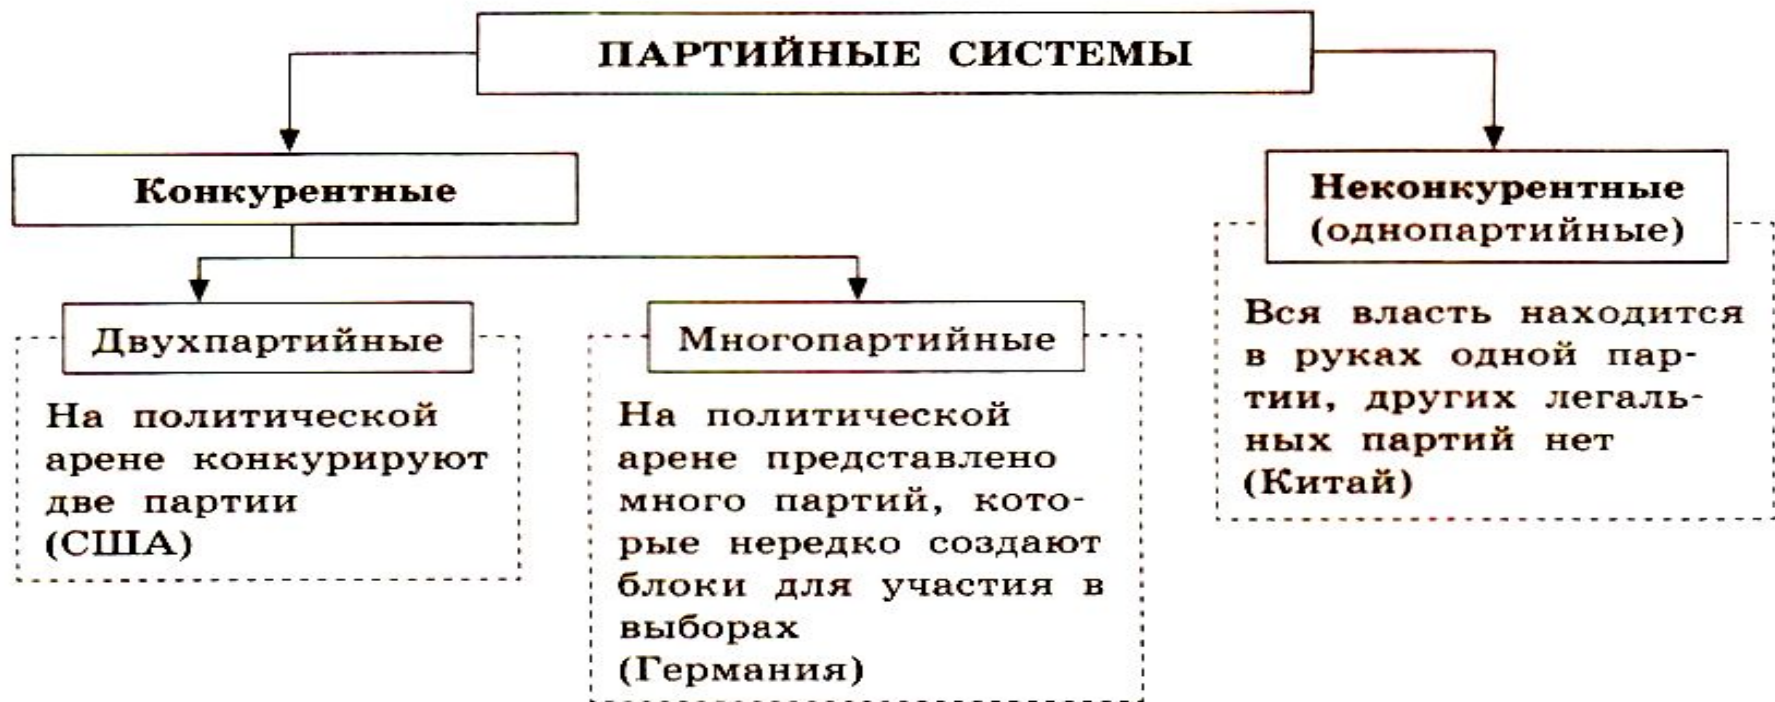 ПАРТИЙНЫЕ СИСТЕМЫ
Конкурентные
Двухпартийные
На политической
арене конкурируют
две партии
(США)
Многопартийные
На политической
арене представлено
много партий, кото-
рые нередко создают
блоки для участия в
выборах
(Германия)
Неконкурентные
(однопартийные)
Вся власть находится
в руках одной пар-
тии, других легаль-
ных партий нет
(Китай)